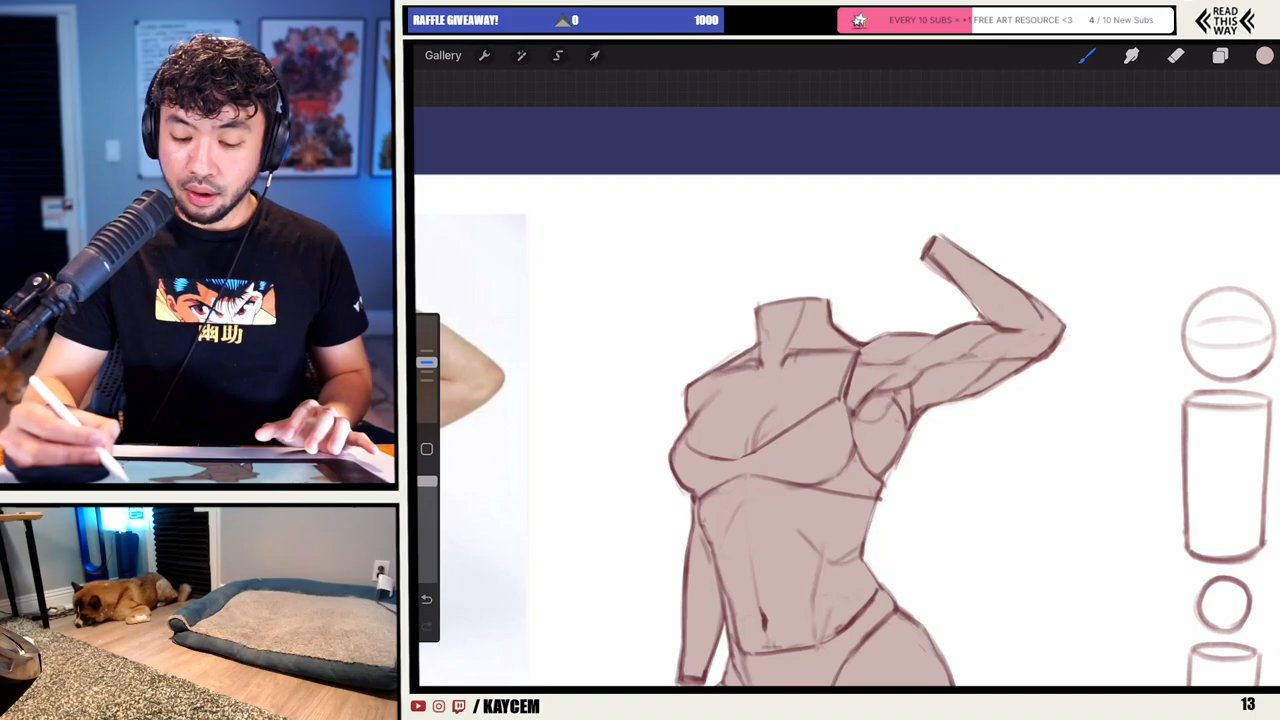 RAFFLE GIVEAWAY! 0 1000
EVERY 10 SUBS = +1 FREE ART RESOURCE <3 4 / 10 New Subs
READ
THIS
WAY
Gallery
幽助
/ KAYCEM
13